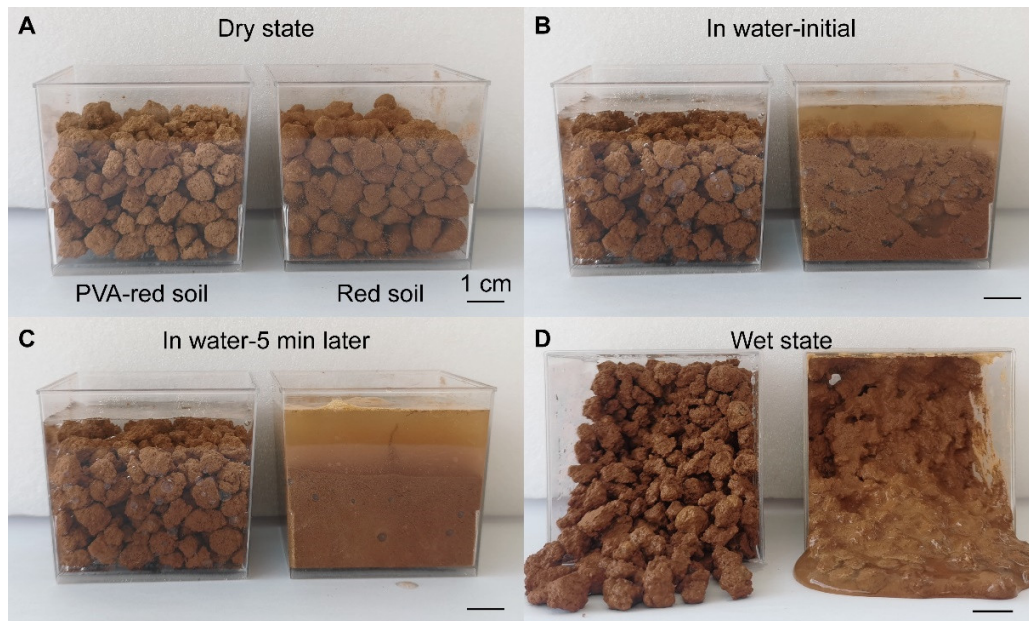 A
Dry state
PVA-red soil
Red soil
1 cm
B
In water-initial
C
In water-5 min later
D
Wet state